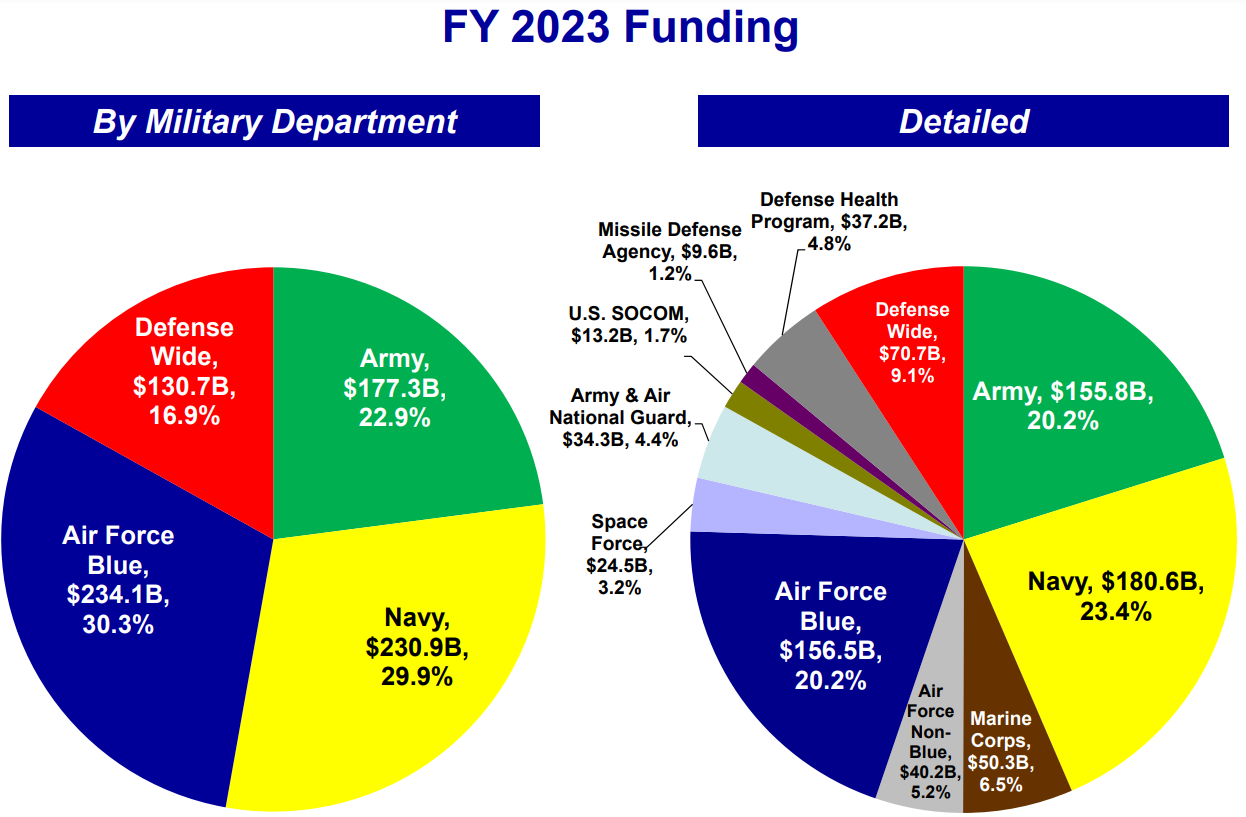 FY 2023 Funding
By Military Department
Defense
Wide,
$130.7B,
16.9%
Army,
$177.3B,
22.9%
Air Force
Blue,
$234.1B,
30.3%
Navy,
$230.9B,
29.9%
Detailed
Defense Health
Program, $37.2B,
4.8%
Missile Defense
Agency, $9.6B,
1.2%
U.S. SOCOM,
$13.2B, 1.7%
Army & Air
National Guard,
$34.3B, 4.4%
Space
Force,
$24.5B,
3.2%
Defense
Wide,
$70.7B,
9.1%
Army, $155.8B,
20.2%
Navy, $180.6B,
23.4%
Air Force
Blue,
$156.5B,
20.2%
Air
Force
Non-
Blue,
$40.2B,
5.2%
Marine
Corps,
$50.3B,
6.5%